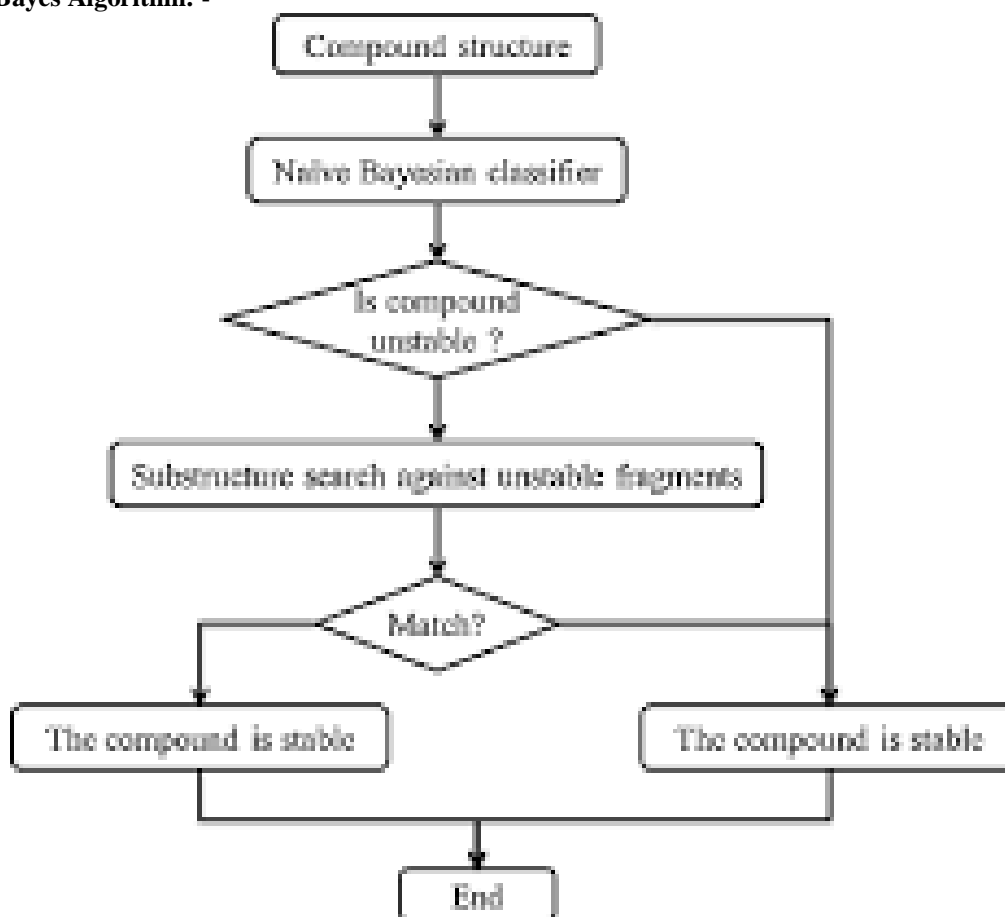 Bayes Algorithm: -
Compound structure
Naïve Bayesian classifier
Is compound
unstable ?
Substructure search against unstable fragments
Match?
The compound is stable
The compound is stable
End